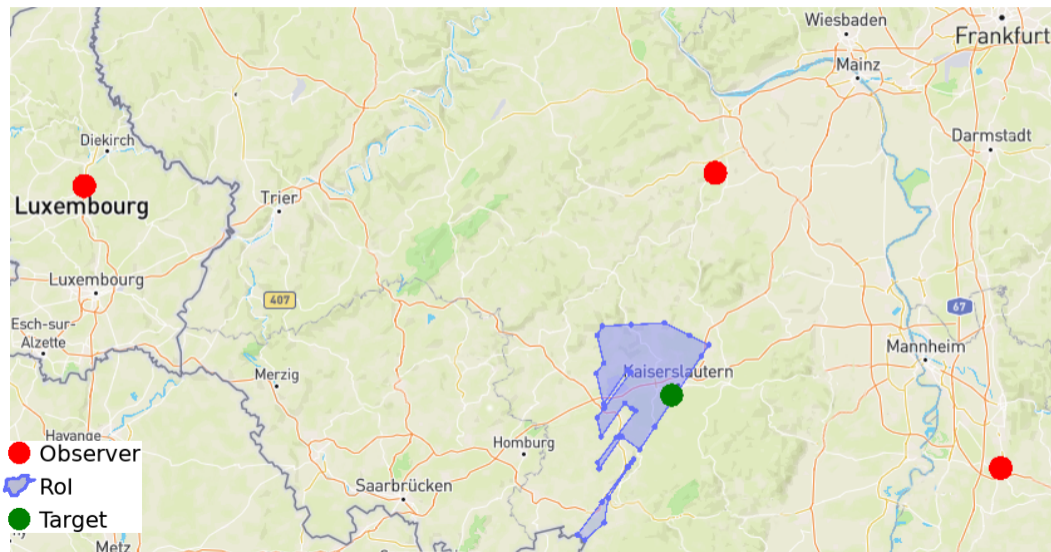 Wiesbaden
Frankfurt
Mainz
Diekirch
Darmstadt
Trier
Luxembourg
Luxembourg
407
67
Esch-sur-
Alzette
Mannheim
Kaiserslautern
Merzig
Havange
Homburg
Observer
RoI
Saarbrücken
Target
Metz